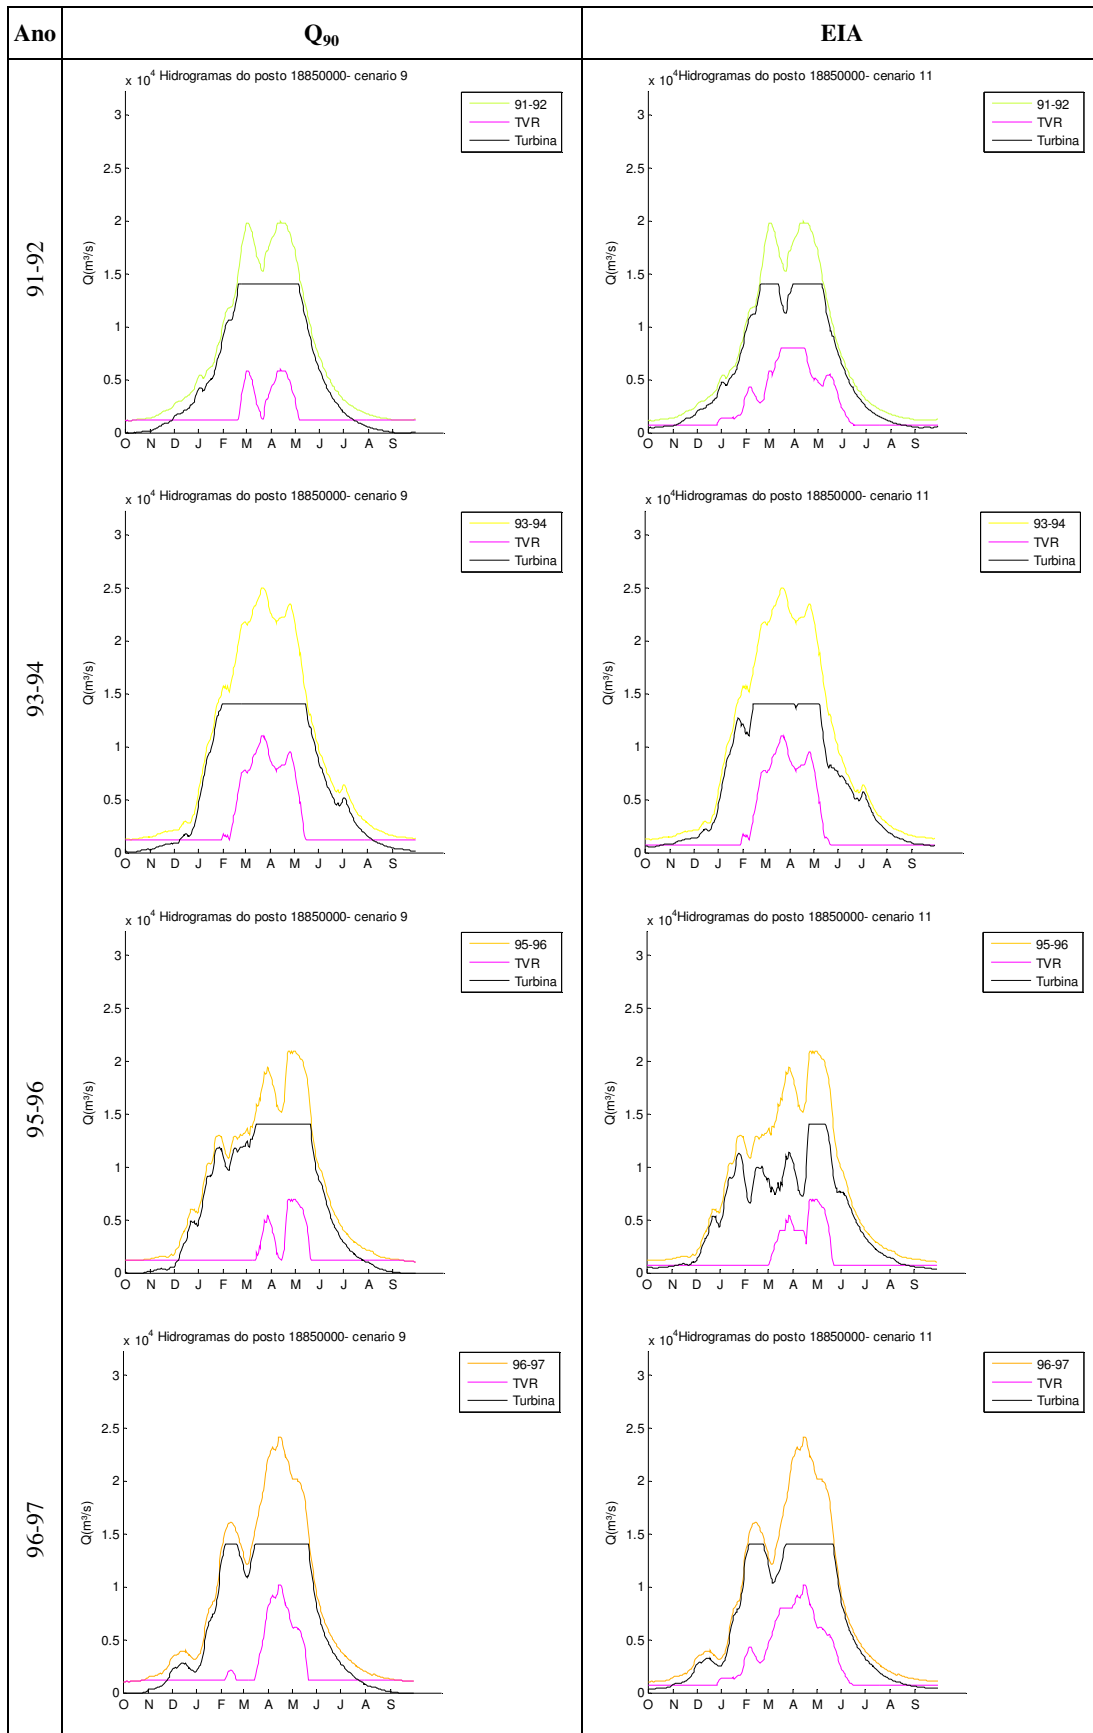 Ano Q90 EIA
91-92
x 10^4 Hidrogramas do posto 18850000- cenario 9
Q(m³/s)
3
2.5
2
1.5
1
0.5
0
O N D J F M A M J J A S
91-92
TVR
Turbina
x 10^4 Hidrogramas do posto 18850000- cenario 11
Q(m³/s)
3
2.5
2
1.5
1
0.5
0
O N D J F M A M J J A S
91-92
TVR
Turbina
93-94
x 10^4 Hidrogramas do posto 18850000- cenario 9
Q(m³/s)
3
2.5
2
1.5
1
0.5
0
O N D J F M A M J J A S
93-94
TVR
Turbina
x 10^4 Hidrogramas do posto 18850000- cenario 11
Q(m³/s)
3
2.5
2
1.5
1
0.5
0
O N D J F M A M J J A S
93-94
TVR
Turbina
95-96
x 10^4 Hidrogramas do posto 18850000- cenario 9
Q(m³/s)
3
2.5
2
1.5
1
0.5
0
O N D J F M A M J J A S
95-96
TVR
Turbina
x 10^4 Hidrogramas do posto 18850000- cenario 11
Q(m³/s)
3
2.5
2
1.5
1
0.5
0
O N D J F M A M J J A S
95-96
TVR
Turbina
96-97
x 10^4 Hidrogramas do posto 18850000- cenario 9
Q(m³/s)
3
2.5
2
1.5
1
0.5
0
O N D J F M A M J J A S
96-97
TVR
Turbina
x 10^4 Hidrogramas do posto 18850000- cenario 11
Q(m³/s)
3
2.5
2
1.5
1
0.5
0
O N D J F M A M J J A S
96-97
TVR
Turbina